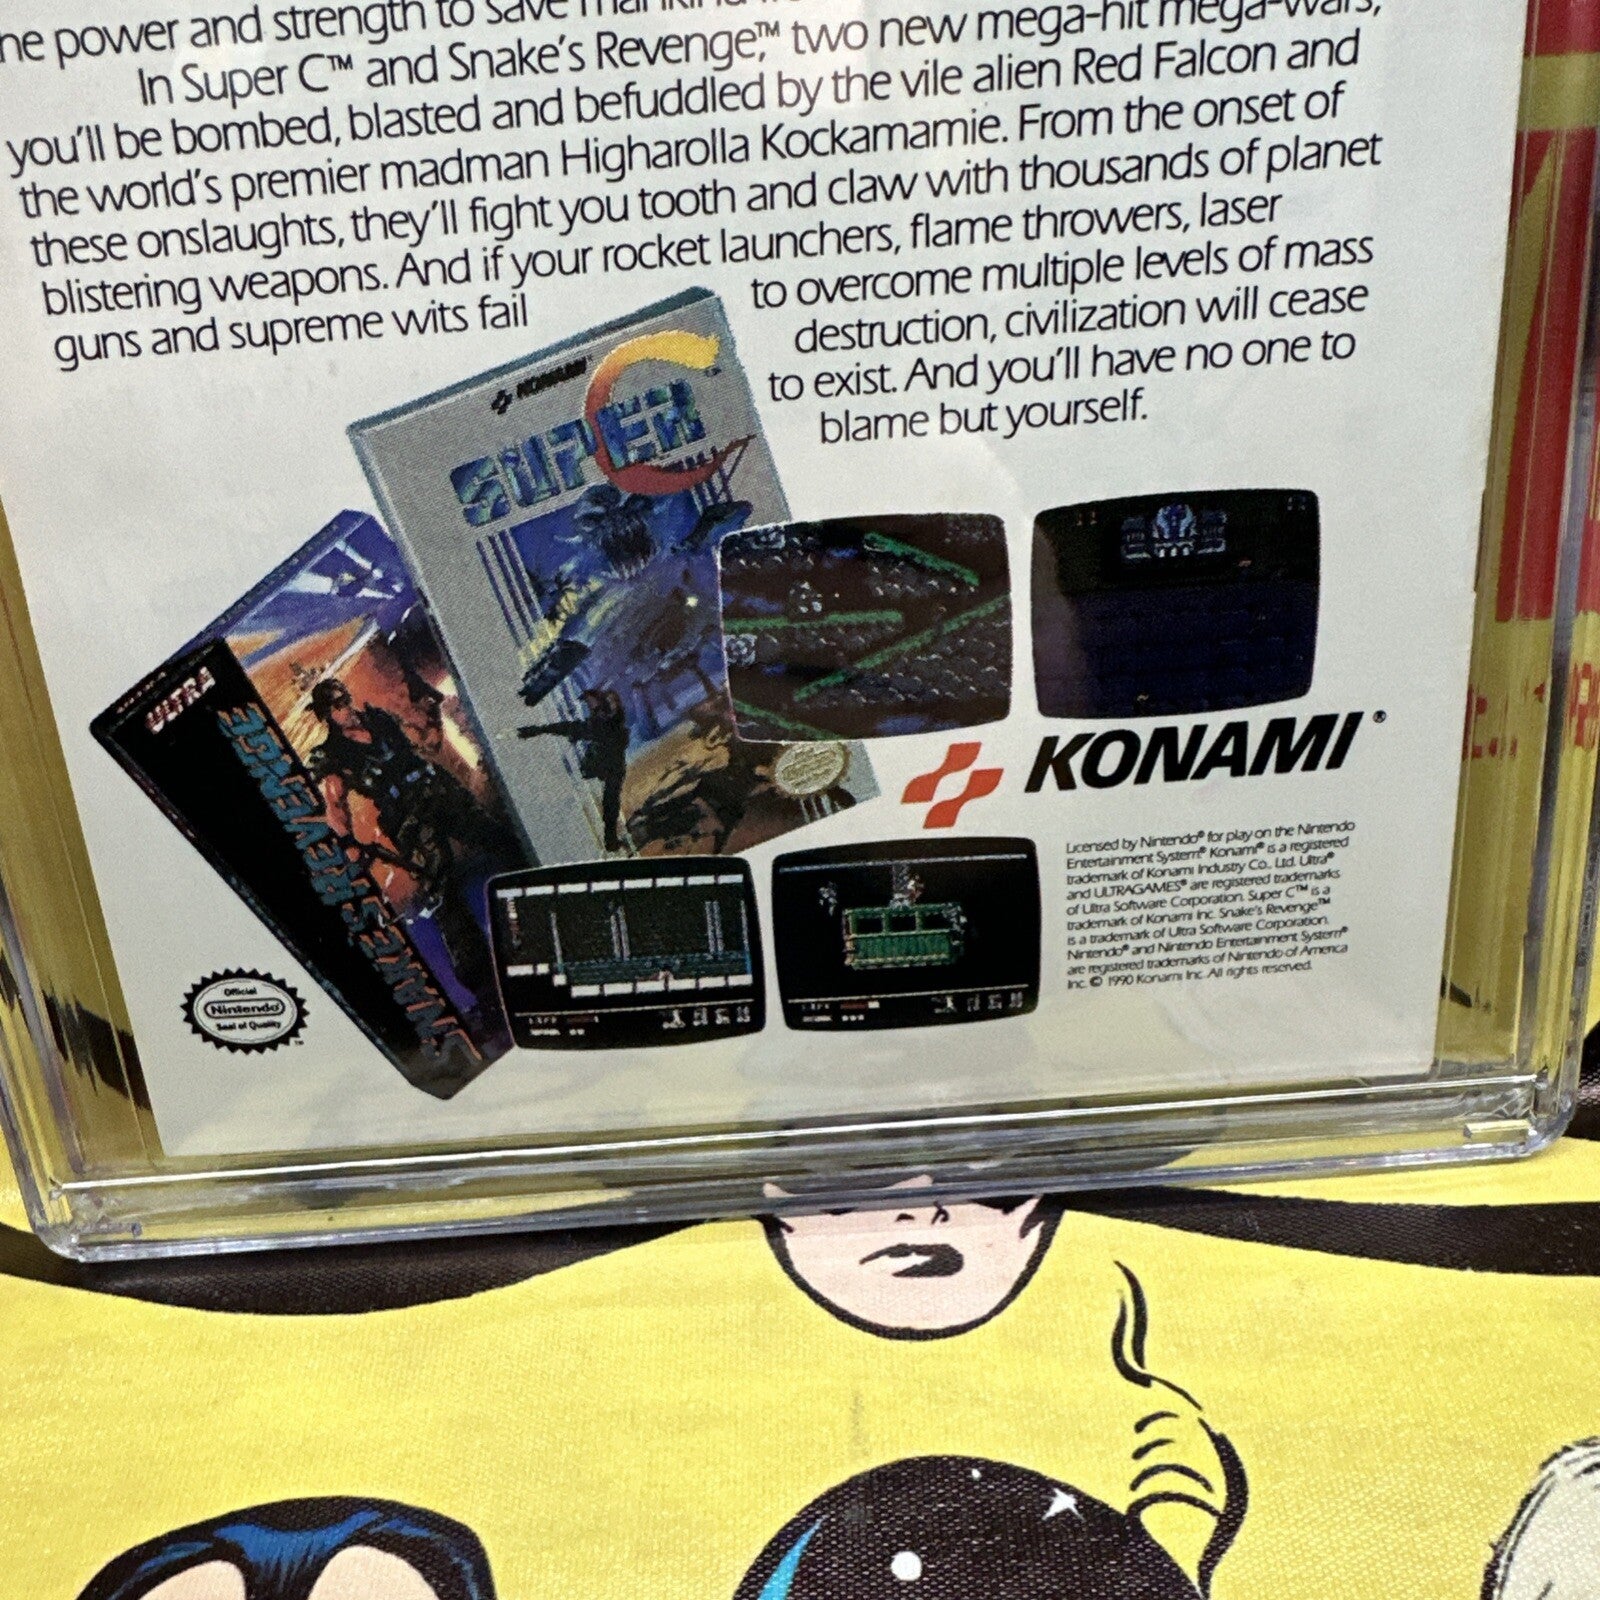 he power and strength to save
In Super C™ and Snake's Revenge,™ two new mega-hit mega-wars,
you'll be bombed, blasted and befuddled by the vile alien Red Falcon and
the world's premier madman Higharolla Kockamamie. From the onset of
these onslaughts, they'll fight you tooth and claw with thousands of planet
blistering weapons. And if your rocket launchers, flame throwers, laser
guns and supreme wits fail
to overcome multiple levels of mass
destruction, civilization will cease
to exist. And you'll have no one to
blame but yourself.
KONAMI
SUPER C™
ULTRA
SNAKE'S REVENGE
KONAMI®
Licensed by Nintendo® for play on the Nintendo
Entertainment System.® Konami® is a registered
trademark of Konami Industry Co., Ltd. Ultra®
and ULTRAGAMES® are registered trademarks
of Ultra Software Corporation. Super C™ is a
trademark of Konami Inc. Snake's Revenge™
is a trademark of Ultra Software Corporation.
Nintendo® and Nintendo Entertainment System®
are registered trademarks of Nintendo of America
Inc. © 1990 Konami Inc. All rights reserved.
Official
Nintendo®
Seal of Quality
™
LIFE
LIFE